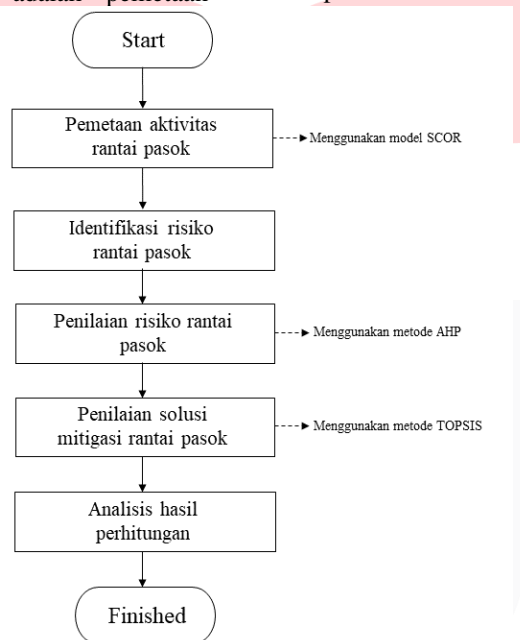 adalah pemetaan
Start
Pemetaan aktivitas
rantai pasok
Menggunakan model SCOR
Identifikasi risiko
rantai pasok
Penilaian risiko rantai
pasok
Menggunakan metode AHP
Penilaian solusi
mitigasi rantai pasok
Menggunakan metode TOPSIS
Analisis hasil
perhitungan
Finished